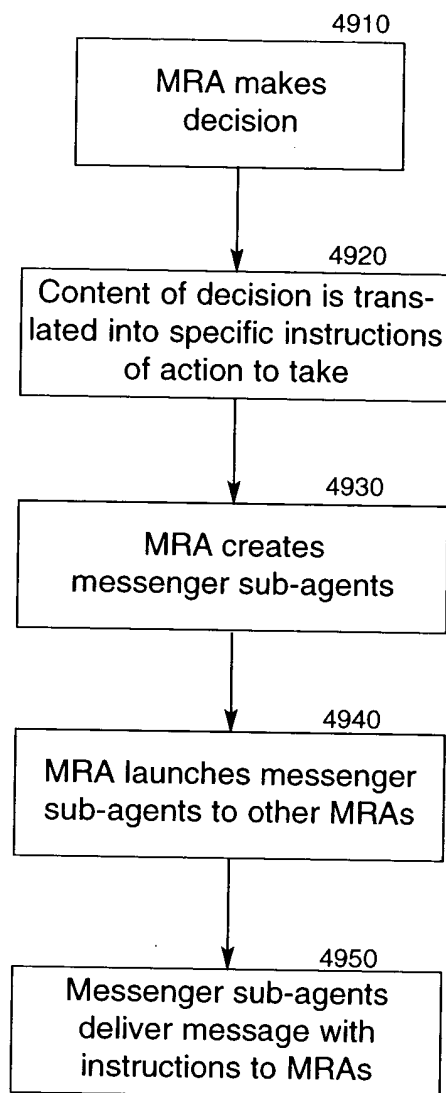 4910
MRA makes
decision
4920
Content of decision is trans-
lated into specific instructions
of action to take
4930
MRA creates
messenger sub-agents
4940
MRA launches messenger
sub-agents to other MRAs
4950
Messenger sub-agents
deliver message with
instructions to MRAs